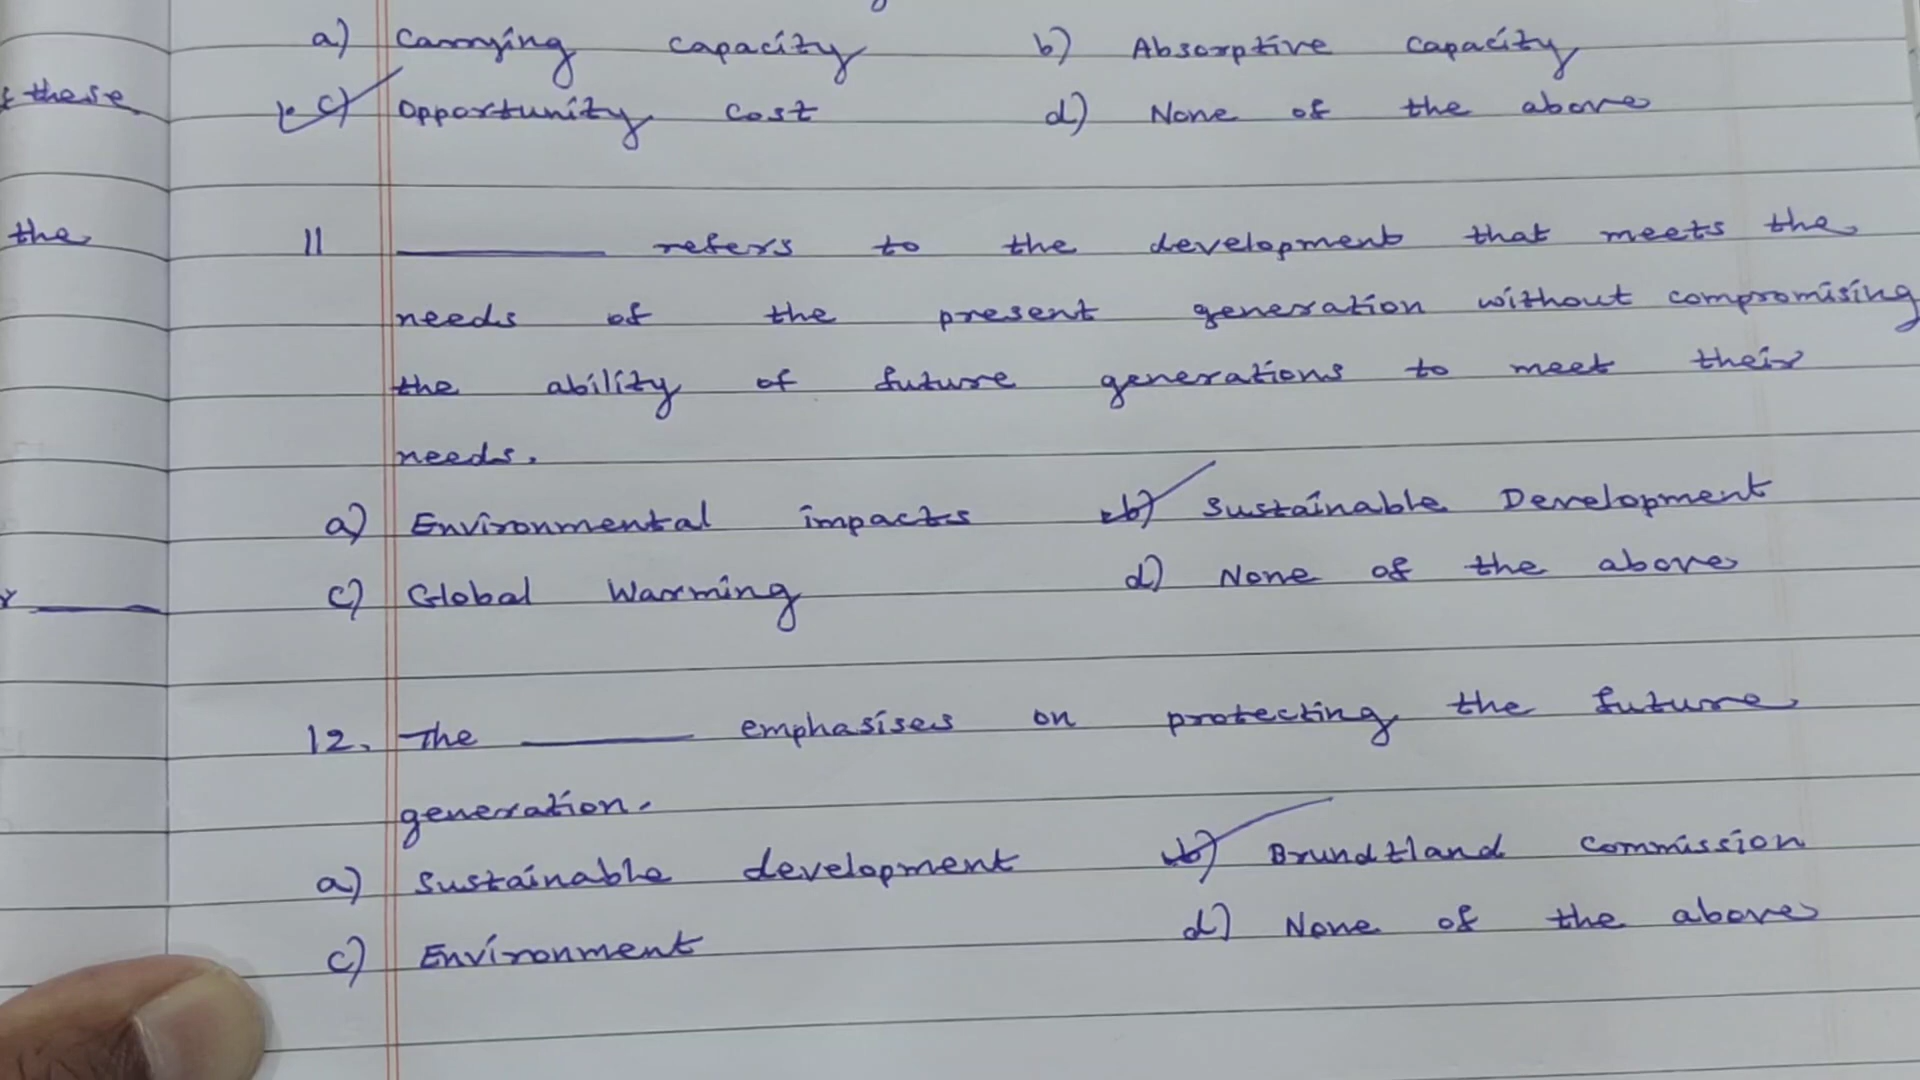 a) Carrying capacity b) Absorptive capacity
c) Opportunity cost d) None of the above
these
the
11 ______ refers to the development that meets the
needs of the present generation without compromising
the ability of future generations to meet their
needs.
a) Environmental impacts b) Sustainable Development
c) Global Warming d) None of the above
12. The ______ emphasises on protecting the future
generation.
a) Sustainable development b) Brundtland Commission
c) Environment d) None of the above